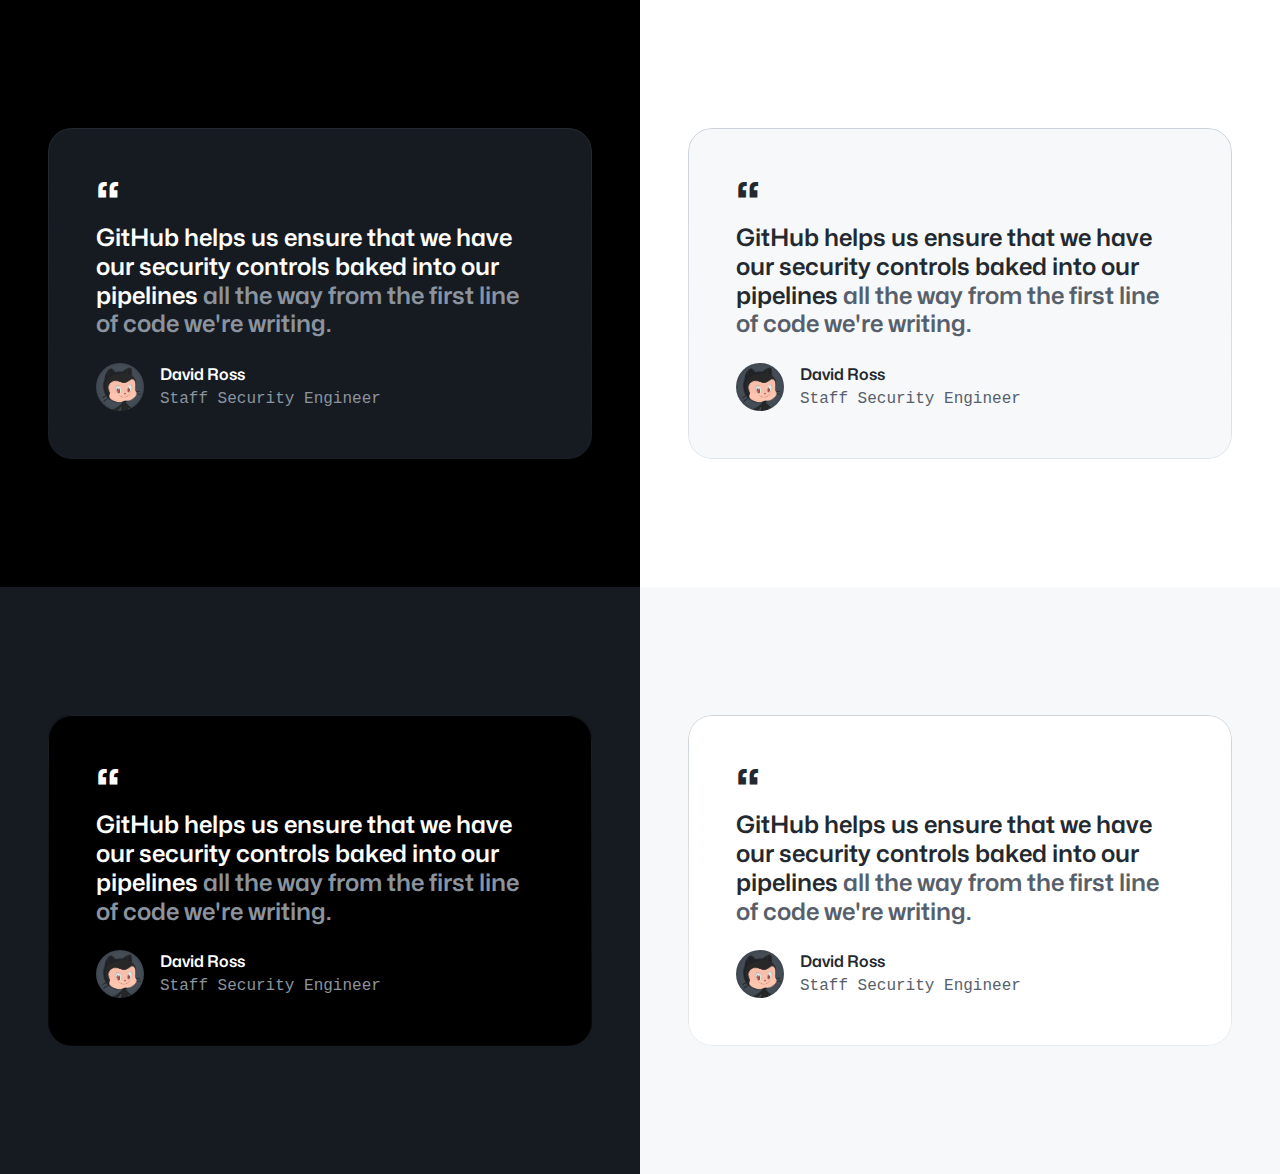 “
GitHub helps us ensure that we have
our security controls baked into our
pipelines all the way from the first line
of code we're writing.
David Ross
Staff Security Engineer
“
GitHub helps us ensure that we have
our security controls baked into our
pipelines all the way from the first line
of code we're writing.
David Ross
Staff Security Engineer
“
GitHub helps us ensure that we have
our security controls baked into our
pipelines all the way from the first line
of code we're writing.
David Ross
Staff Security Engineer
“
GitHub helps us ensure that we have
our security controls baked into our
pipelines all the way from the first line
of code we're writing.
David Ross
Staff Security Engineer